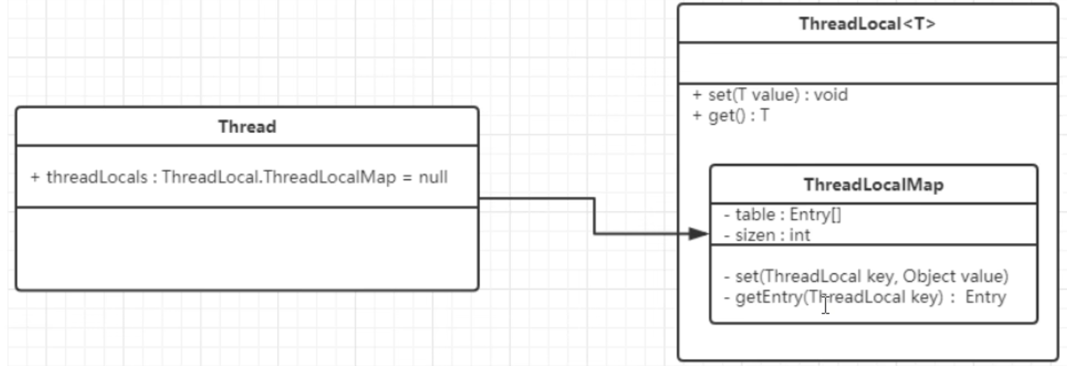 Thread
+ threadLocals : ThreadLocal.ThreadLocalMap = null
ThreadLocal<T>
+ set(T value) : void
+ get() : T
ThreadLocalMap
- table : Entry[]
- sizen : int
- set(ThreadLocal key, Object value)
- getEntry(ThreadLocal key) : Entry